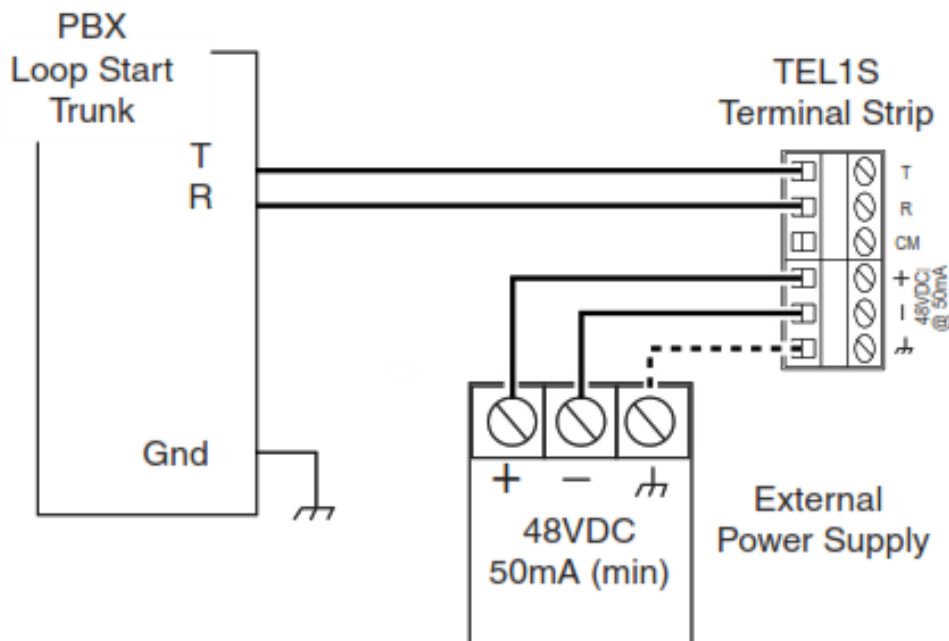 PBX
Loop Start
Trunk
T
R
Gnd
TEL1S
Terminal Strip
T
R
CM
+
–
48VDC
@ 50mA
+ –
48VDC
50mA (min)
External
Power Supply